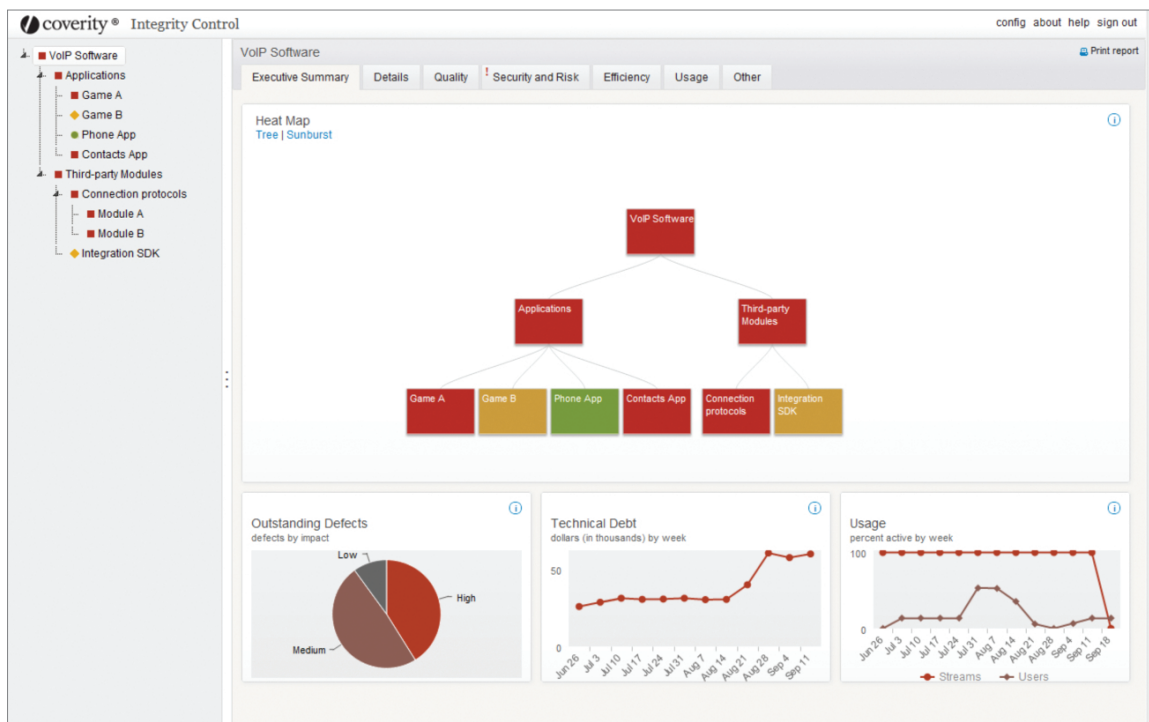 coverity ® Integrity Control
config about help sign out
VoIP Software
Applications
Game A
Game B
Phone App
Contacts App
Third-party Modules
Connection protocols
Module A
Module B
Integration SDK
VoIP Software
Print report
Executive Summary Details Quality ! Security and Risk Efficiency Usage Other
Heat Map
Tree | Sunburst
VoIP Software
Applications
Third-party
Modules
Game A
Game B
Phone App
Contacts App
Connection
protocols
Integration
SDK
Outstanding Defects
defects by impact
Low
High
Medium
Technical Debt
dollars (in thousands) by week
50
0
Jun 26 Jul 3 Jul 10 Jul 17 Jul 24 Jul 31 Aug 7 Aug 14 Aug 21 Aug 28 Sep 4 Sep 11
Usage
percent active by week
100
0
Jun 26 Jul 3 Jul 10 Jul 17 Jul 24 Jul 31 Aug 7 Aug 14 Aug 21 Aug 28 Sep 4 Sep 11 Sep 18
Streams Users